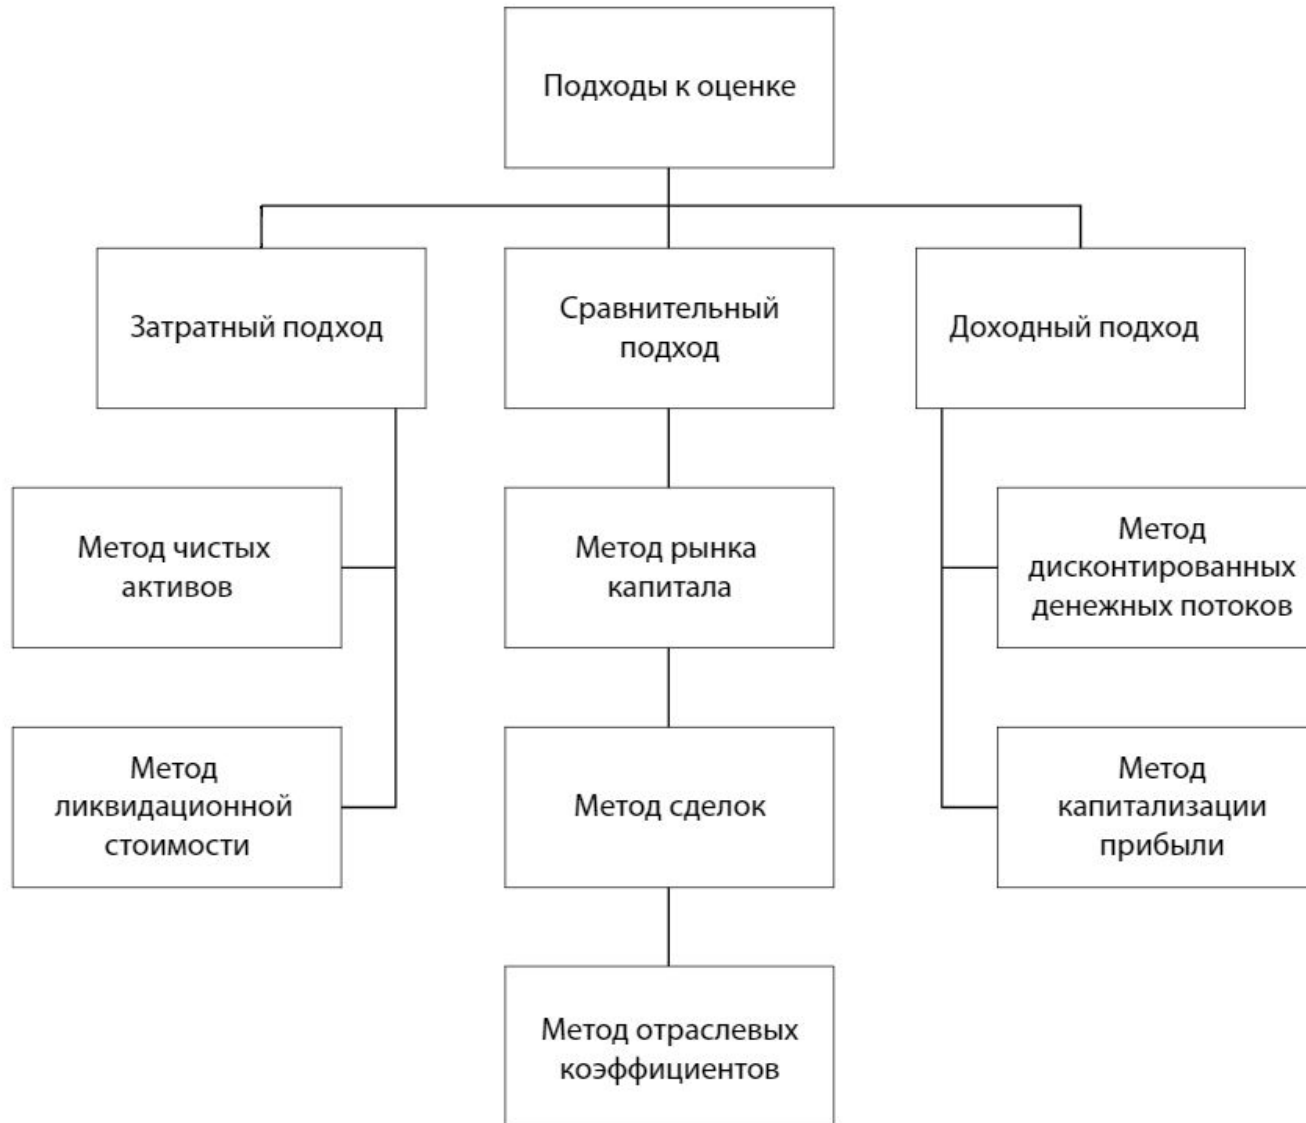 Подходы к оценке
Затратный подход
Сравнительный
подход
Доходный подход
Метод чистых
активов
Метод рынка
капитала
Метод
дисконтированных
денежных потоков
Метод
ликвидационной
стоимости
Метод сделок
Метод
капитализации
прибыли
Метод отраслевых
коэффициентов